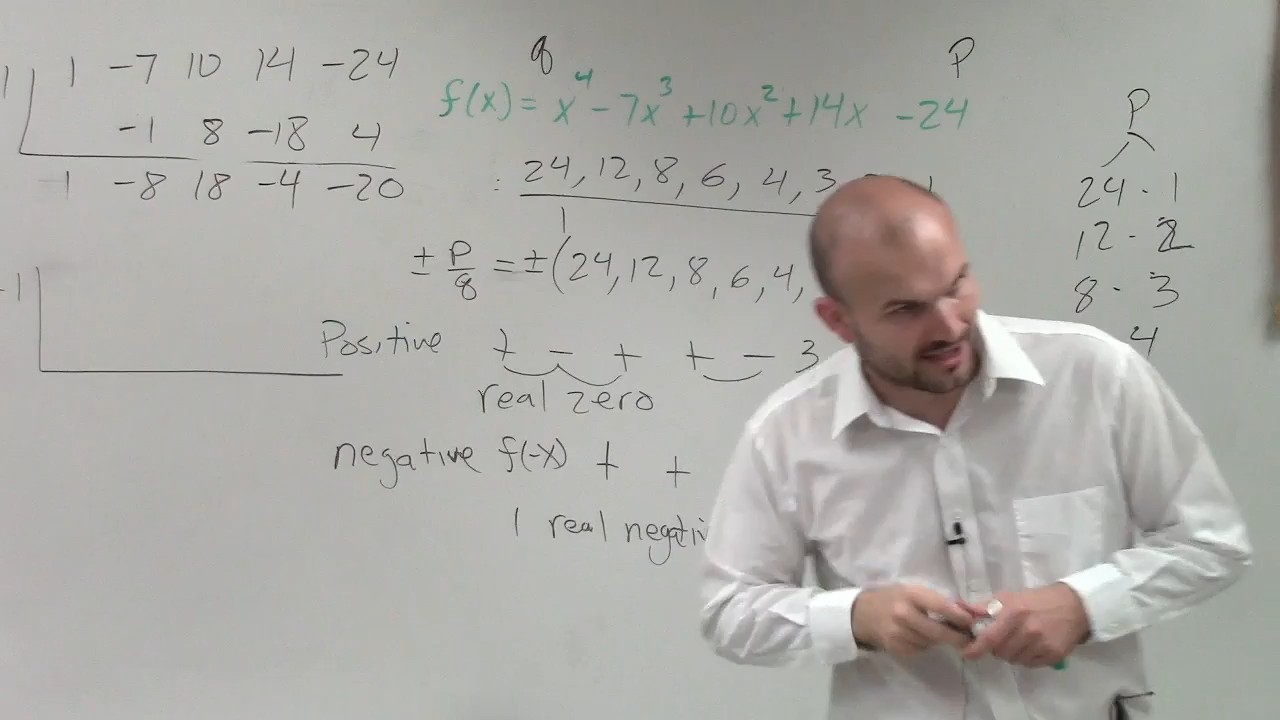 1 1 -7 10 14 -24
-1 8 -18 4
1 -8 18 -4 -20
-1
q P
f(x) = x⁴ - 7x³ + 10x² + 14x - 24
: 24, 12, 8, 6, 4, 3
1
± P/q = ± (24, 12, 8, 6, 4,
Positive + - + + - 3
real zero
negative f(-x) + +
1 real negati
P
24 · 1
12 · 2
8 · 3
4